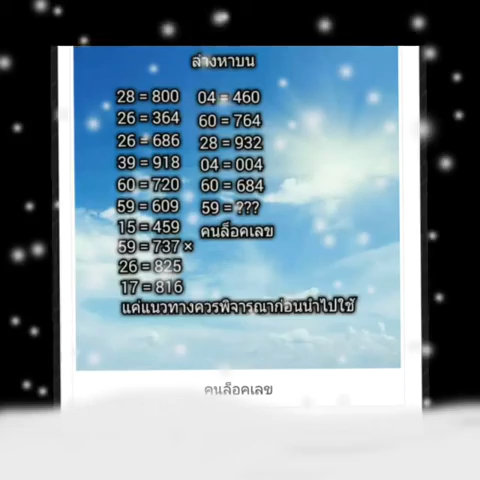 ล่างหาบน
28 = 800
26 = 364
26 = 686
39 = 918
60 = 720
59 = 609
15 = 459
59 = 737 ×
26 = 825
17 = 816
04 = 460
60 = 764
28 = 932
04 = 004
60 = 684
59 = ???
คนล็อคเลข
แค่แนวทางควรพิจารณาก่อนนำไปใช้
คนล็อคเลข